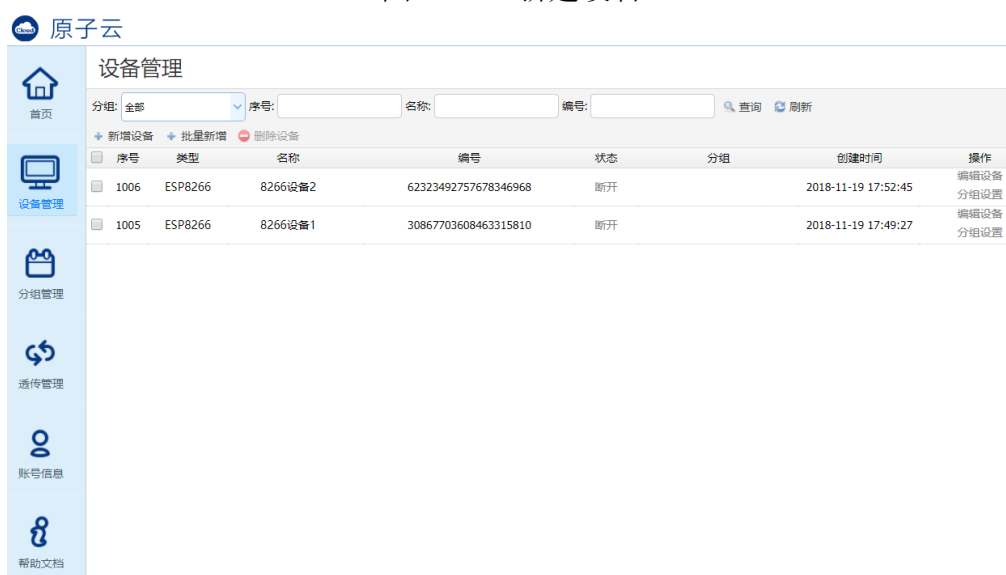 Cloud 原子云
设备管理
分组: 全部 序号: 名称: 编号: 查询 刷新
新增设备 批量新增 删除设备
序号 类型 名称 编号 状态 分组 创建时间 操作
1006 ESP8266 8266设备2 62323492757678346968 断开 2018-11-19 17:52:45 编辑设备
分组设置
1005 ESP8266 8266设备1 30867703608463315810 断开 2018-11-19 17:49:27 编辑设备
分组设置
首页
设备管理
分组管理
透传管理
账号信息
帮助文档